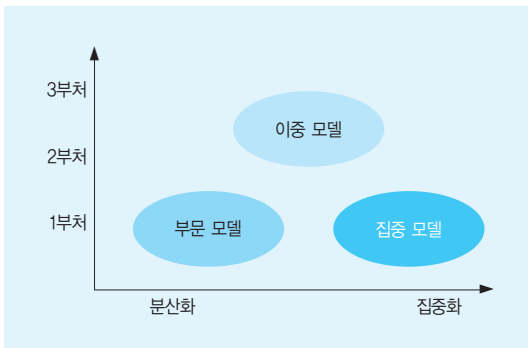 3부처
이중 모델
2부처
1부처
부문 모델
집중 모델
분산화
집중화